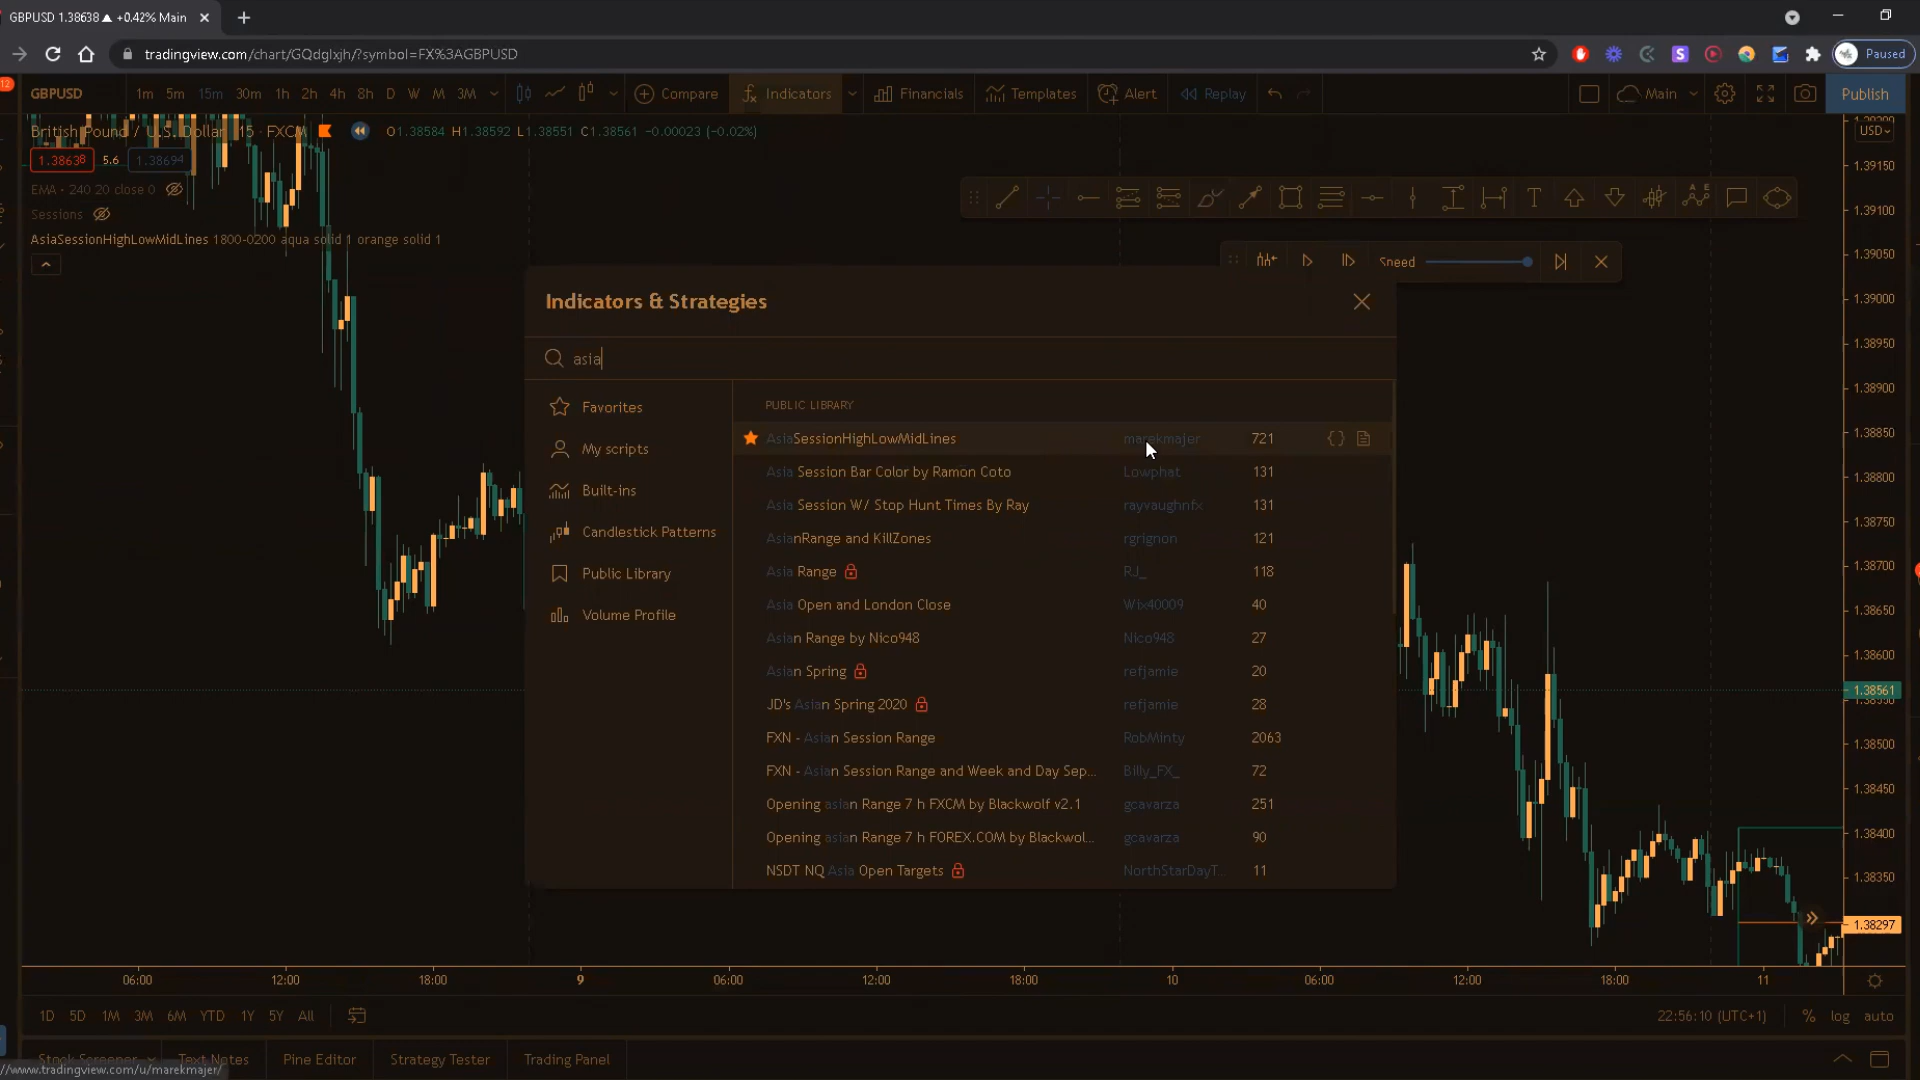 GBPUSD 1.38638 ▲ +0.42% Main
tradingview.com/chart/GQdglxjh/?symbol=FX%3AGBPUSD
Paused
12
GBPUSD 1m 5m 15m 30m 1h 2h 4h 8h D W M 3M Compare Indicators Financials Templates Alert Replay Main Publish
British Pound / U.S. Dollar · 15 · FXCM O1.38584 H1.38592 L1.38551 C1.38561 −0.00023 (−0.02%)
USD
1.38638 5.6 1.38694
EMA - 240 20 close 0
Sessions
AsiaSessionHighLowMidLines 1800-0200 aqua solid 1 orange solid 1
Speed
Indicators & Strategies
asia
Favorites
My scripts
Built-ins
Candlestick Patterns
Public Library
Volume Profile
PUBLIC LIBRARY
AsiaSessionHighLowMidLines marekmajer 721
Asia Session Bar Color by Ramon Coto Lowphat 131
Asia Session W/ Stop Hunt Times By Ray rayvaughnfx 131
AsianRange and KillZones rgrignon 121
Asia Range RJ_ 118
Asia Open and London Close 40
Asian Range by Nico948 Nico948 27
Asian Spring refjamie 20
JD's Asian Spring 2020 refjamie 28
FXN - Asian Session Range RobMinty 2063
FXN - Asian Session Range and Week and Day Sep... Billy_FX_ 72
Opening asian Range 7 h FXCM by Blackwolf v2.1 gcavarza 251
Opening asian Range 7 h FOREX.COM by Blackwol... gcavarza 90
NSDT NQ Asia Open Targets NorthStarDayT... 11
1.39150
1.39100
1.39050
1.39000
1.38950
1.38900
1.38850
1.38800
1.38750
1.38700
1.38650
1.38600
1.38561
1.38500
1.38450
1.38400
1.38350
1.38297
06:00 12:00 18:00 9 06:00 12:00 18:00 10 06:00 12:00 18:00 11
1D 5D 1M 3M 6M YTD 1Y 5Y All 22:56:10 (UTC+1) % log auto
Stock Screener Text Notes Pine Editor Strategy Tester Trading Panel
//www.tradingview.com/u/marekmajer/